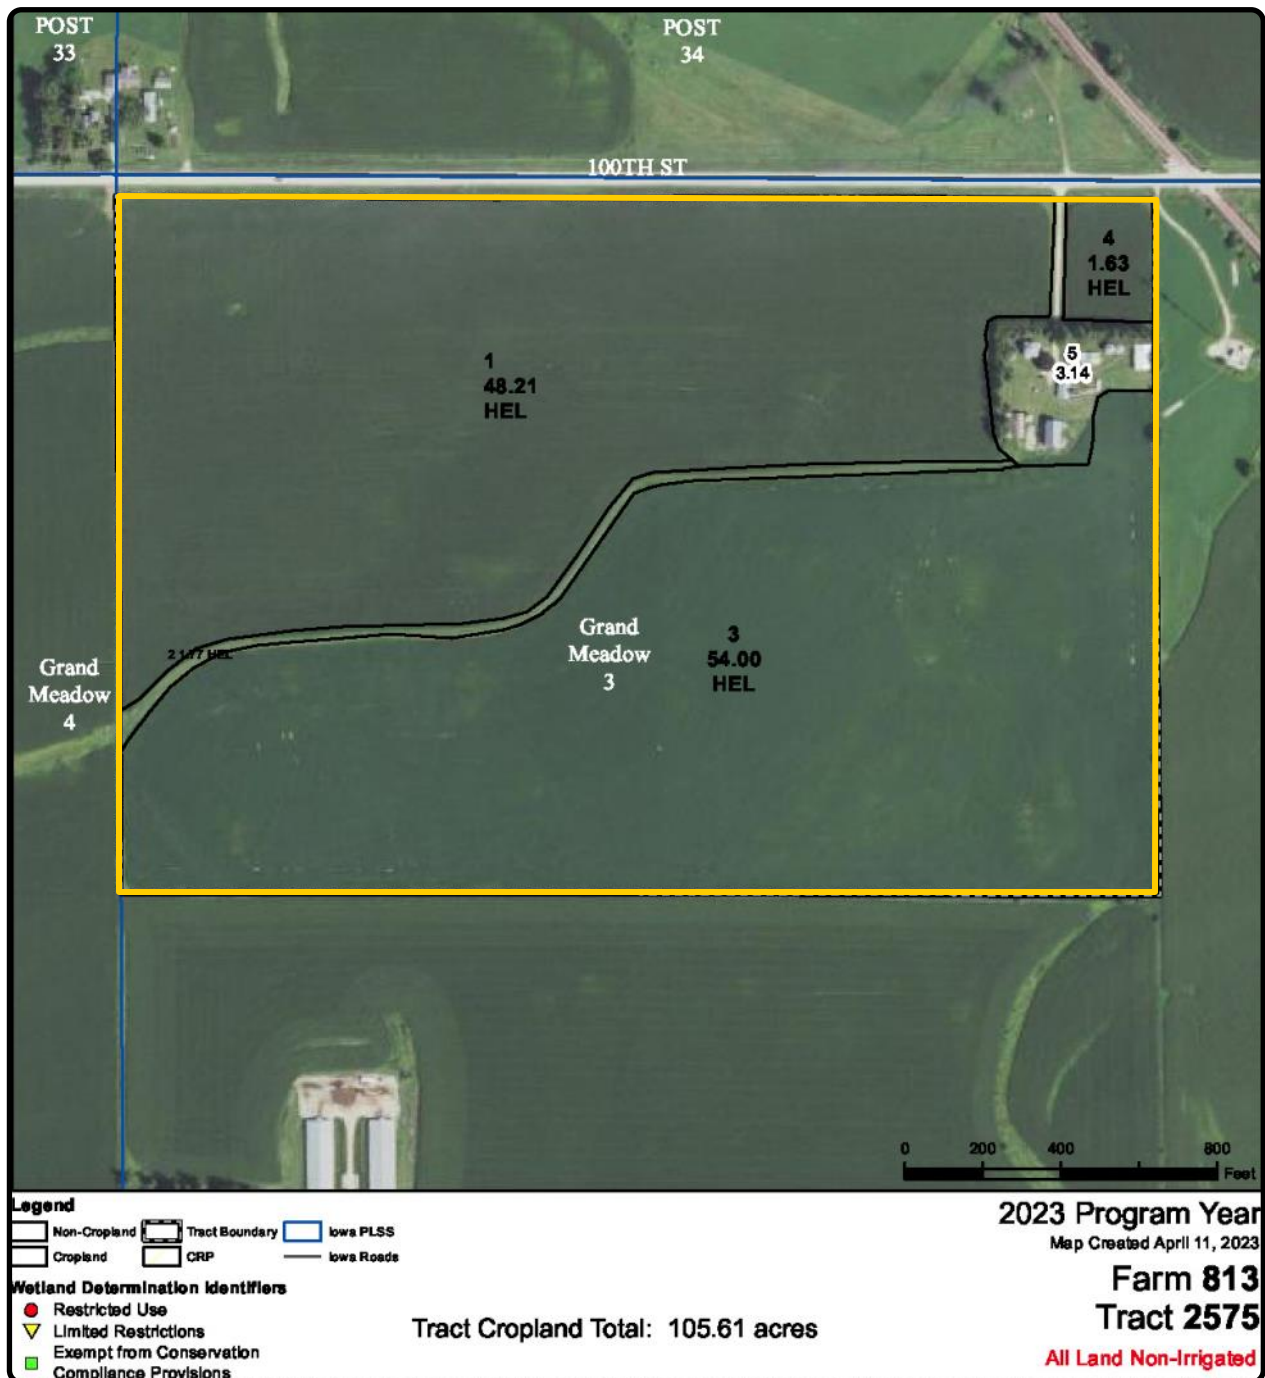 POST
33
POST
34
100TH ST
4
1.63
HEL
5
3.14
1
48.21
HEL
2 1.77 HEL
Grand
Meadow
3
3
54.00
HEL
Grand
Meadow
4
0 200 400 800
Feet
Legend
Non-Cropland Tract Boundary Iowa PLSS
Cropland CRP Iowa Roads
Wetland Determination Identifiers
Restricted Use
Limited Restrictions
Exempt from Conservation
Compliance Provisions
Tract Cropland Total: 105.61 acres
2023 Program Year
Map Created April 11, 2023
Farm 813
Tract 2575
All Land Non-Irrigated